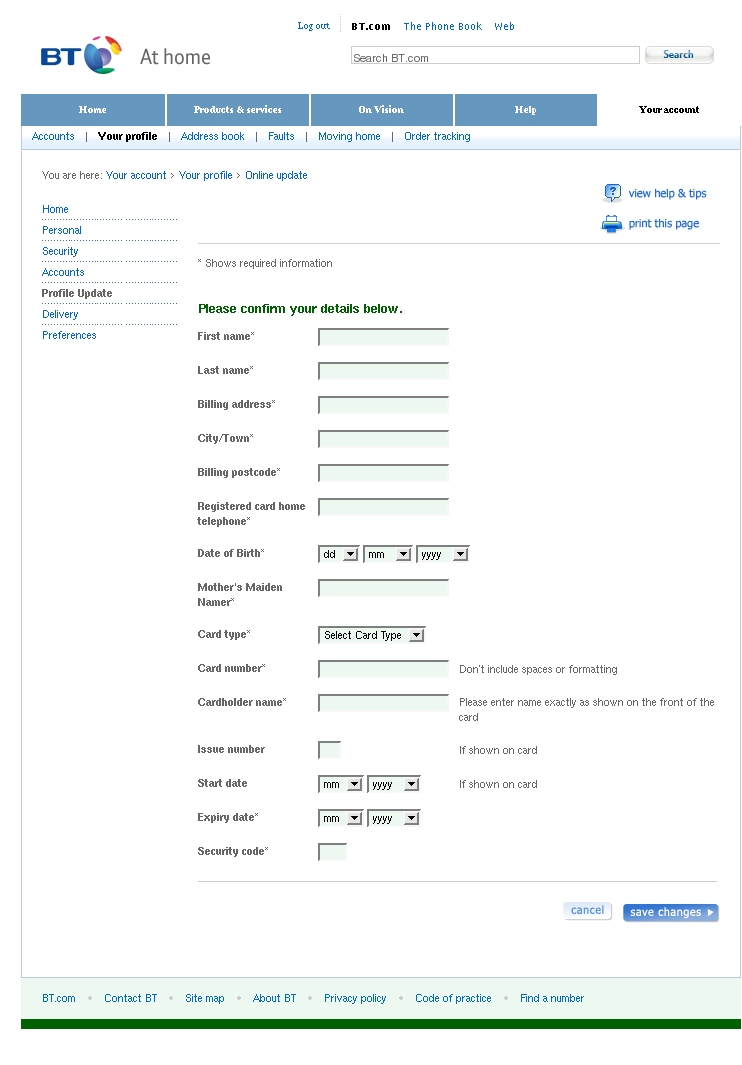 Log out BT.com The Phone Book Web
BT At home
Search BT.com Search
Home Products & services On Vision Help Your account
Accounts | Your profile | Address book | Faults | Moving home | Order tracking
You are here: Your account > Your profile > Online update
view help & tips
print this page
Home
Personal
Security
Accounts
Profile Update
Delivery
Preferences
* Shows required information
Please confirm your details below.
First name*
Last name*
Billing address*
City/Town*
Billing postcode*
Registered card home
telephone*
Date of Birth* dd mm yyyy
Mother's Maiden
Namer*
Card type* Select Card Type
Card number* Don't include spaces or formatting
Cardholder name* Please enter name exactly as shown on the front of the
card
Issue number If shown on card
Start date mm yyyy If shown on card
Expiry date* mm yyyy
Security code*
cancel save changes
BT.com • Contact BT • Site map • About BT • Privacy policy • Code of practice • Find a number